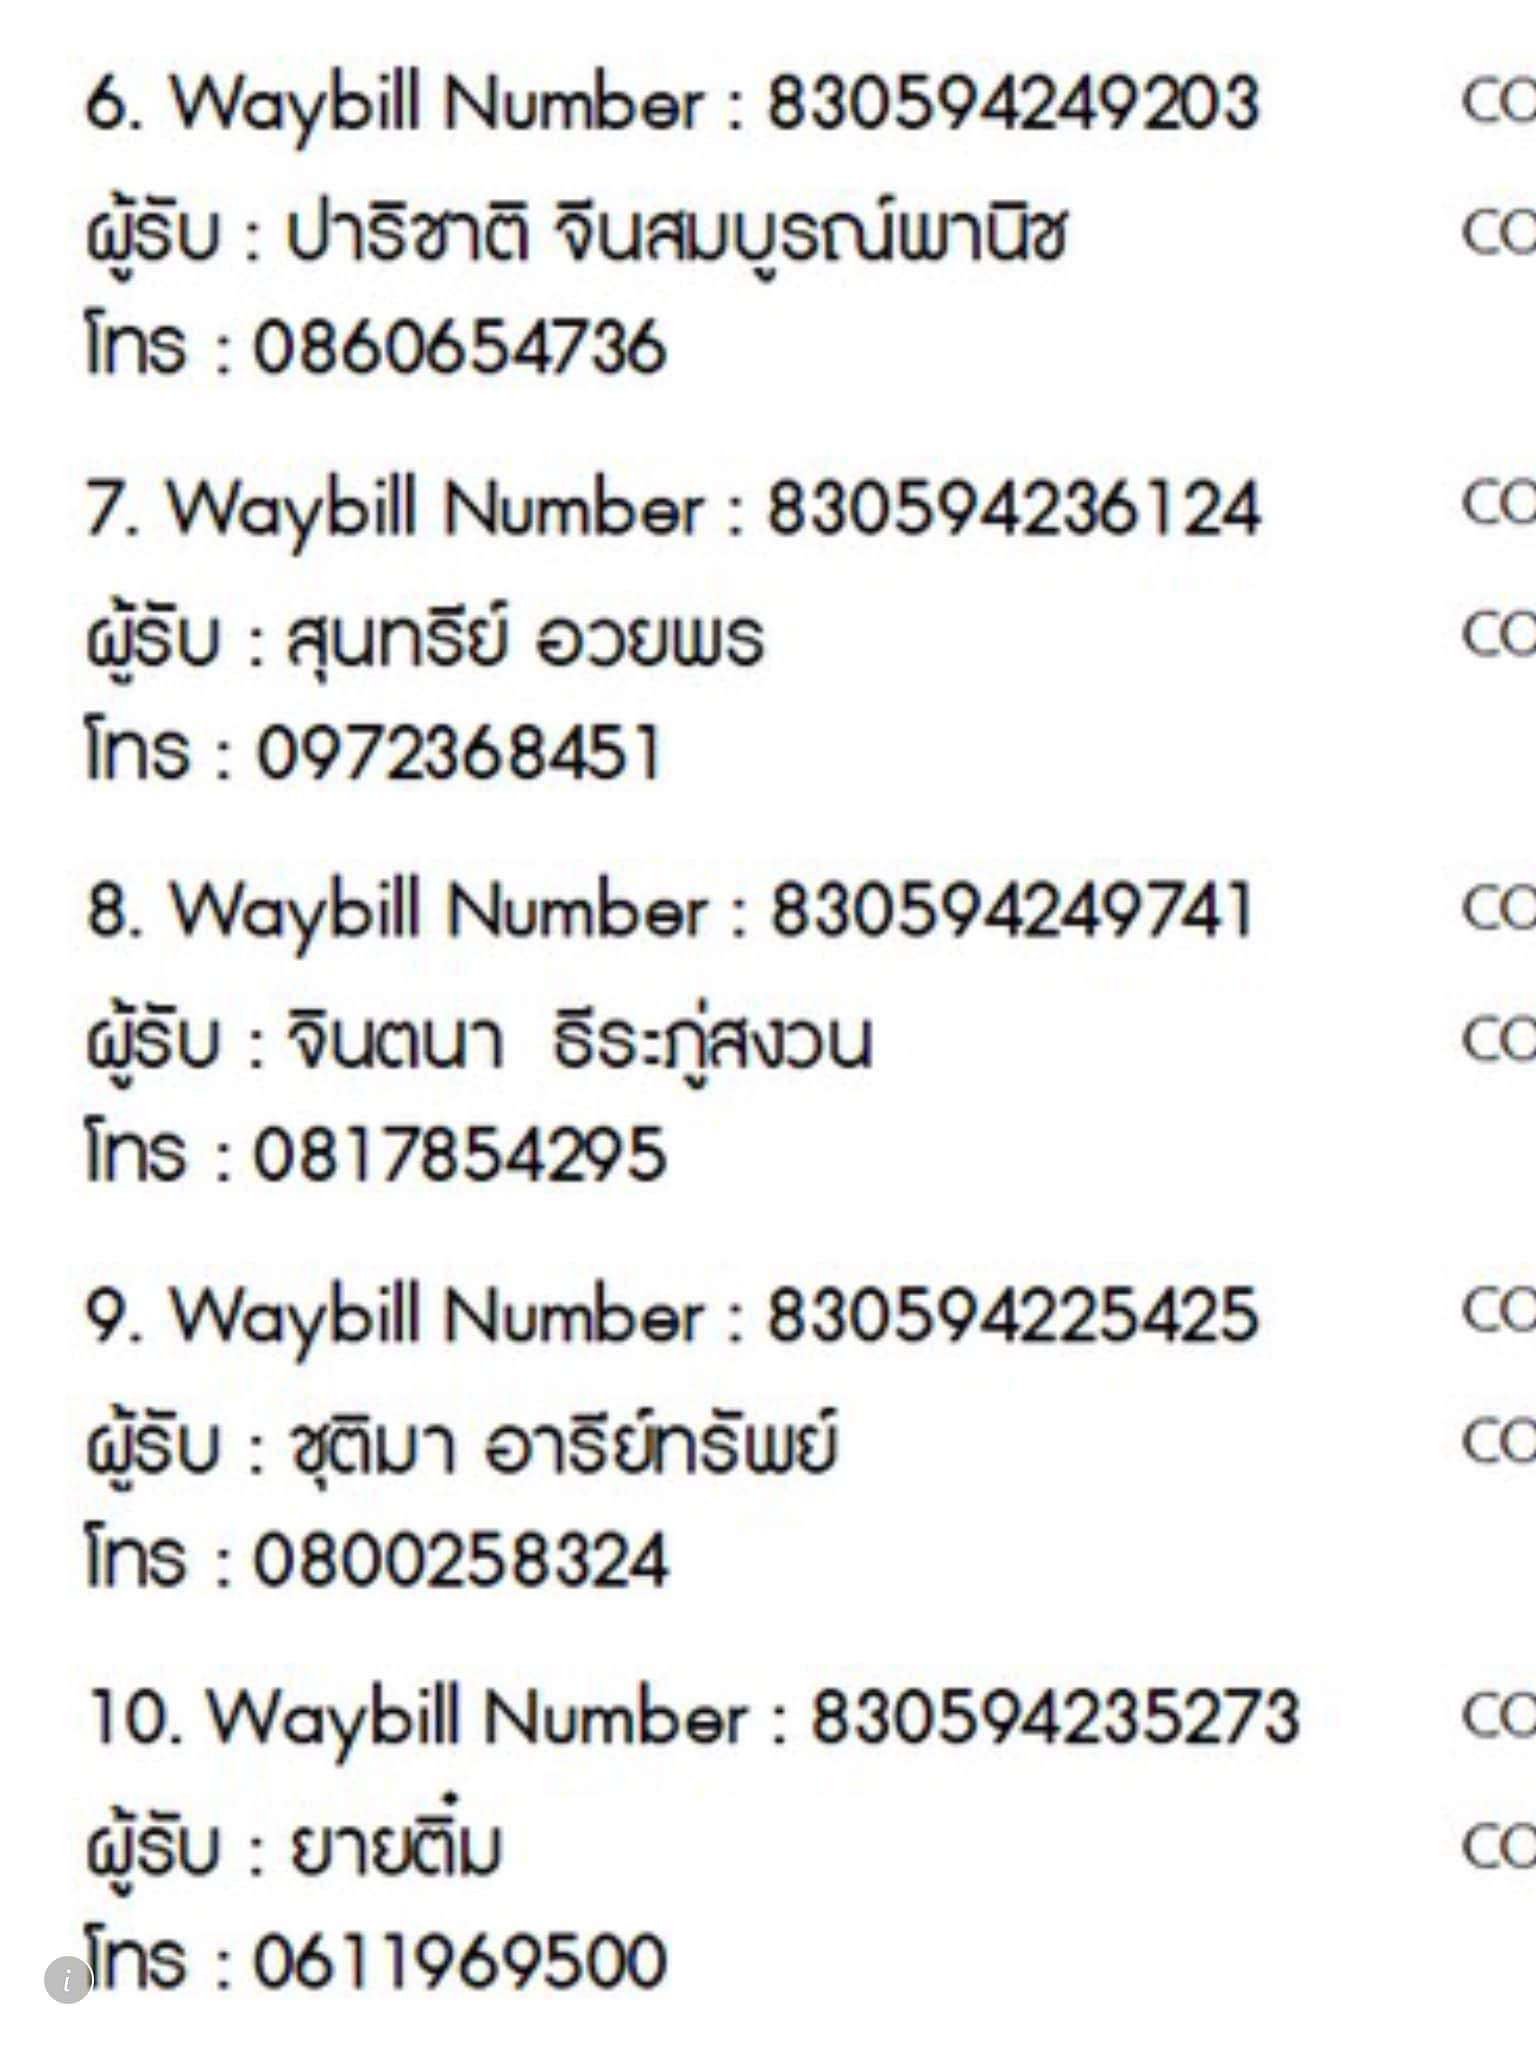 6. Waybill Number : 830594249203 CO
ผู้รับ : ปาริชาติ จีนสมบูรณ์พานิช CO
โทร : 0860654736
7. Waybill Number : 830594236124 CO
ผู้รับ : สุนทรีย์ อวยพร CO
โทร : 0972368451
8. Waybill Number : 830594249741 CO
ผู้รับ : จินตนา  ธีระภู่สงวน CO
โทร : 0817854295
9. Waybill Number : 830594225425 CO
ผู้รับ : ชุติมา อารีย์ทรัพย์ CO
โทร : 0800258324
10. Waybill Number : 830594235273 CO
ผู้รับ : ยายติ๋ม CO
โทร : 0611969500